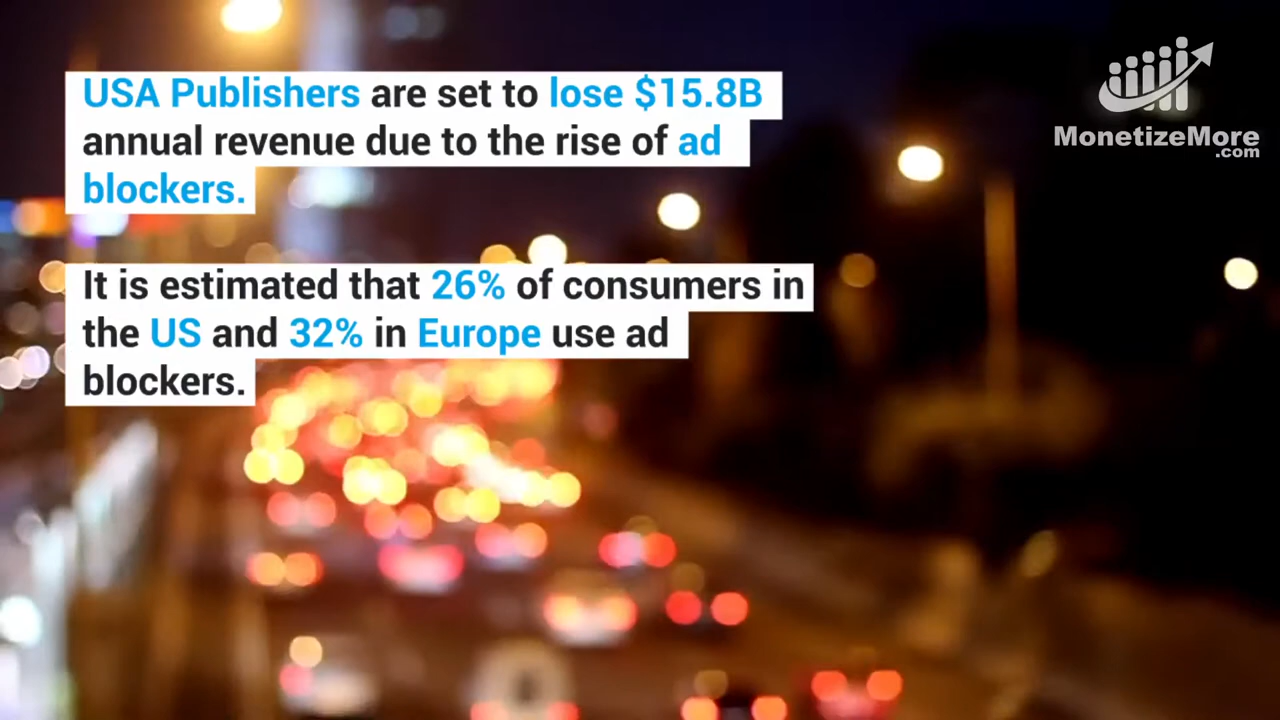 USA Publishers are set to lose $15.8B
annual revenue due to the rise of ad
blockers.
It is estimated that 26% of consumers in
the US and 32% in Europe use ad
blockers.
MonetizeMore
.com